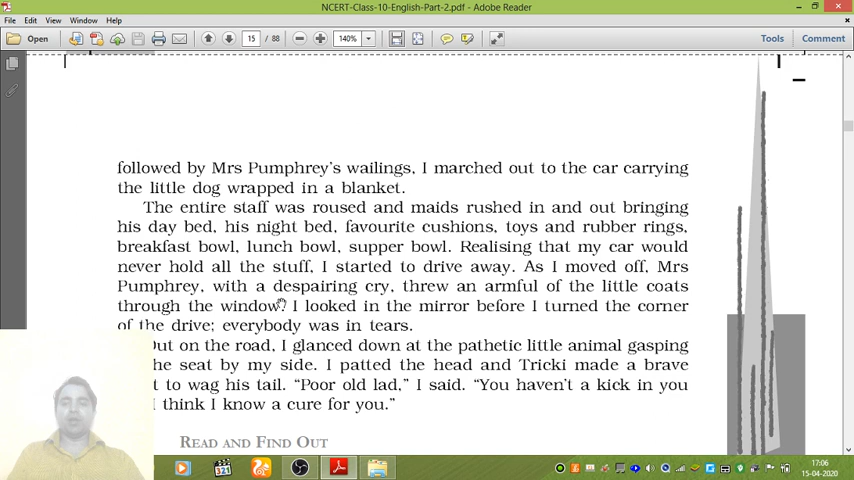 NCERT-Class-10-English-Part-2.pdf - Adobe Reader
File Edit View Window Help
Open 15 / 88 140% Tools Comment
followed by Mrs Pumphrey's wailings, I marched out to the car carrying
the little dog wrapped in a blanket.
The entire staff was roused and maids rushed in and out bringing
his day bed, his night bed, favourite cushions, toys and rubber rings,
breakfast bowl, lunch bowl, supper bowl. Realising that my car would
never hold all the stuff, I started to drive away. As I moved off, Mrs
Pumphrey, with a despairing cry, threw an armful of the little coats
through the window. I looked in the mirror before I turned the corner
of the drive; everybody was in tears.
Out on the road, I glanced down at the pathetic little animal gasping
the seat by my side. I patted the head and Tricki made a brave
t to wag his tail. “Poor old lad,” I said. “You haven't a kick in you
I think I know a cure for you.”
READ AND FIND OUT
321
17:06
15-04-2020